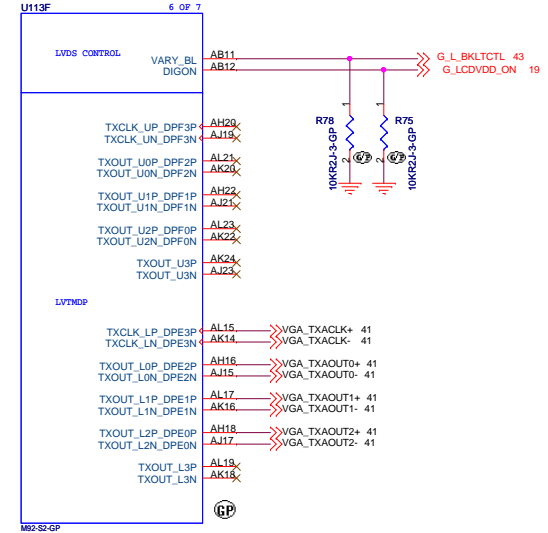 U113F 6 OF 7
LVDS CONTROL
VARY_BL AB11 G_L_BKLTCTL 43
DIGON AB12 G_LCDVDD_ON 19
TXCLK_UP_DPF3P AH20
TXCLK_UN_DPF3N AJ19
TXOUT_U0P_DPF2P AL21
TXOUT_U0N_DPF2N AK20
TXOUT_U1P_DPF1P AH22
TXOUT_U1N_DPF1N AJ21
TXOUT_U2P_DPF0P AL23
TXOUT_U2N_DPF0N AK22
TXOUT_U3P AK24
TXOUT_U3N AJ23
R78
10KR2J-3-GP
1
2
G/P
R75
10KR2J-3-GP
1
2
G/P
LVTMDP
TXCLK_LP_DPE3P AL15 VGA_TXACLK+ 41
TXCLK_LN_DPE3N AK14 VGA_TXACLK- 41
TXOUT_L0P_DPE2P AH16 VGA_TXAOUT0+ 41
TXOUT_L0N_DPE2N AJ15 VGA_TXAOUT0- 41
TXOUT_L1P_DPE1P AL17 VGA_TXAOUT1+ 41
TXOUT_L1N_DPE1N AK16 VGA_TXAOUT1- 41
TXOUT_L2P_DPE0P AH18 VGA_TXAOUT2+ 41
TXOUT_L2N_DPE0N AJ17 VGA_TXAOUT2- 41
TXOUT_L3P AL19
TXOUT_L3N AK18
GP
M92-S2-GP